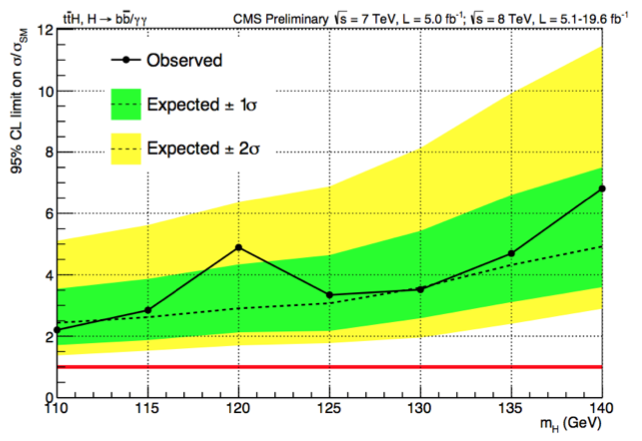 tt̄H, H → bb̄/γγ CMS Preliminary √s = 7 TeV, L = 5.0 fb⁻¹; √s = 8 TeV, L = 5.1-19.6 fb⁻¹
95% CL limit on σ/σ_SM
12
10
8
6
4
2
0
Observed
Expected ± 1σ
Expected ± 2σ
110 115 120 125 130 135 140
m_H (GeV)